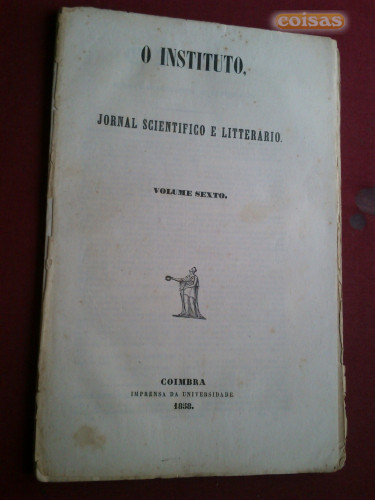 coisas
O INSTITUTO,
JORNAL SCIENTIFICO E LITTERARIO.
VOLUME SEXTO.
COIMBRA
IMPRENSA DA UNIVERSIDADE
1858.